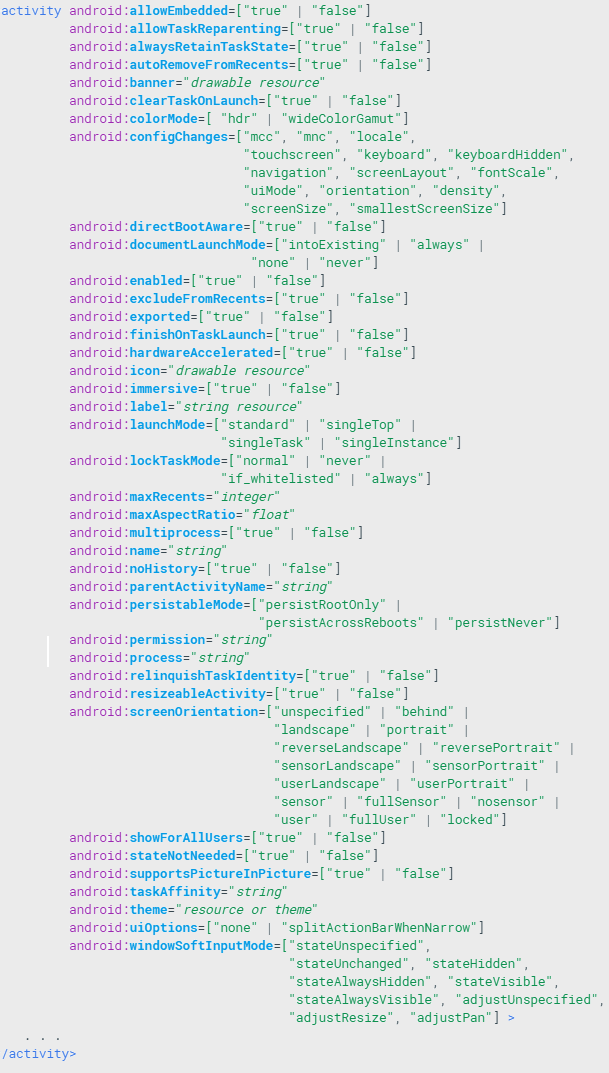 activity android:allowEmbedded=["true" | "false"]
android:allowTaskReparenting=["true" | "false"]
android:alwaysRetainTaskState=["true" | "false"]
android:autoRemoveFromRecents=["true" | "false"]
android:banner="drawable resource"
android:clearTaskOnLaunch=["true" | "false"]
android:colorMode=[ "hdr" | "wideColorGamut"]
android:configChanges=["mcc", "mnc", "locale",
"touchscreen", "keyboard", "keyboardHidden",
"navigation", "screenLayout", "fontScale",
"uiMode", "orientation", "density",
"screenSize", "smallestScreenSize"]
android:directBootAware=["true" | "false"]
android:documentLaunchMode=["intoExisting" | "always" |
"none" | "never"]
android:enabled=["true" | "false"]
android:excludeFromRecents=["true" | "false"]
android:exported=["true" | "false"]
android:finishOnTaskLaunch=["true" | "false"]
android:hardwareAccelerated=["true" | "false"]
android:icon="drawable resource"
android:immersive=["true" | "false"]
android:label="string resource"
android:launchMode=["standard" | "singleTop" |
"singleTask" | "singleInstance"]
android:lockTaskMode=["normal" | "never" |
"if_whitelisted" | "always"]
android:maxRecents="integer"
android:maxAspectRatio="float"
android:multiprocess=["true" | "false"]
android:name="string"
android:noHistory=["true" | "false"]
android:parentActivityName="string"
android:persistableMode=["persistRootOnly" |
"persistAcrossReboots" | "persistNever"]
android:permission="string"
android:process="string"
android:relinquishTaskIdentity=["true" | "false"]
android:resizeableActivity=["true" | "false"]
android:screenOrientation=["unspecified" | "behind" |
"landscape" | "portrait" |
"reverseLandscape" | "reversePortrait" |
"sensorLandscape" | "sensorPortrait" |
"userLandscape" | "userPortrait" |
"sensor" | "fullSensor" | "nosensor" |
"user" | "fullUser" | "locked"]
android:showForAllUsers=["true" | "false"]
android:stateNotNeeded=["true" | "false"]
android:supportsPictureInPicture=["true" | "false"]
android:taskAffinity="string"
android:theme="resource or theme"
android:uiOptions=["none" | "splitActionBarWhenNarrow"]
android:windowSoftInputMode=["stateUnspecified",
"stateUnchanged", "stateHidden",
"stateAlwaysHidden", "stateVisible",
"stateAlwaysVisible", "adjustUnspecified",
"adjustResize", "adjustPan"] >
. . .
/activity>